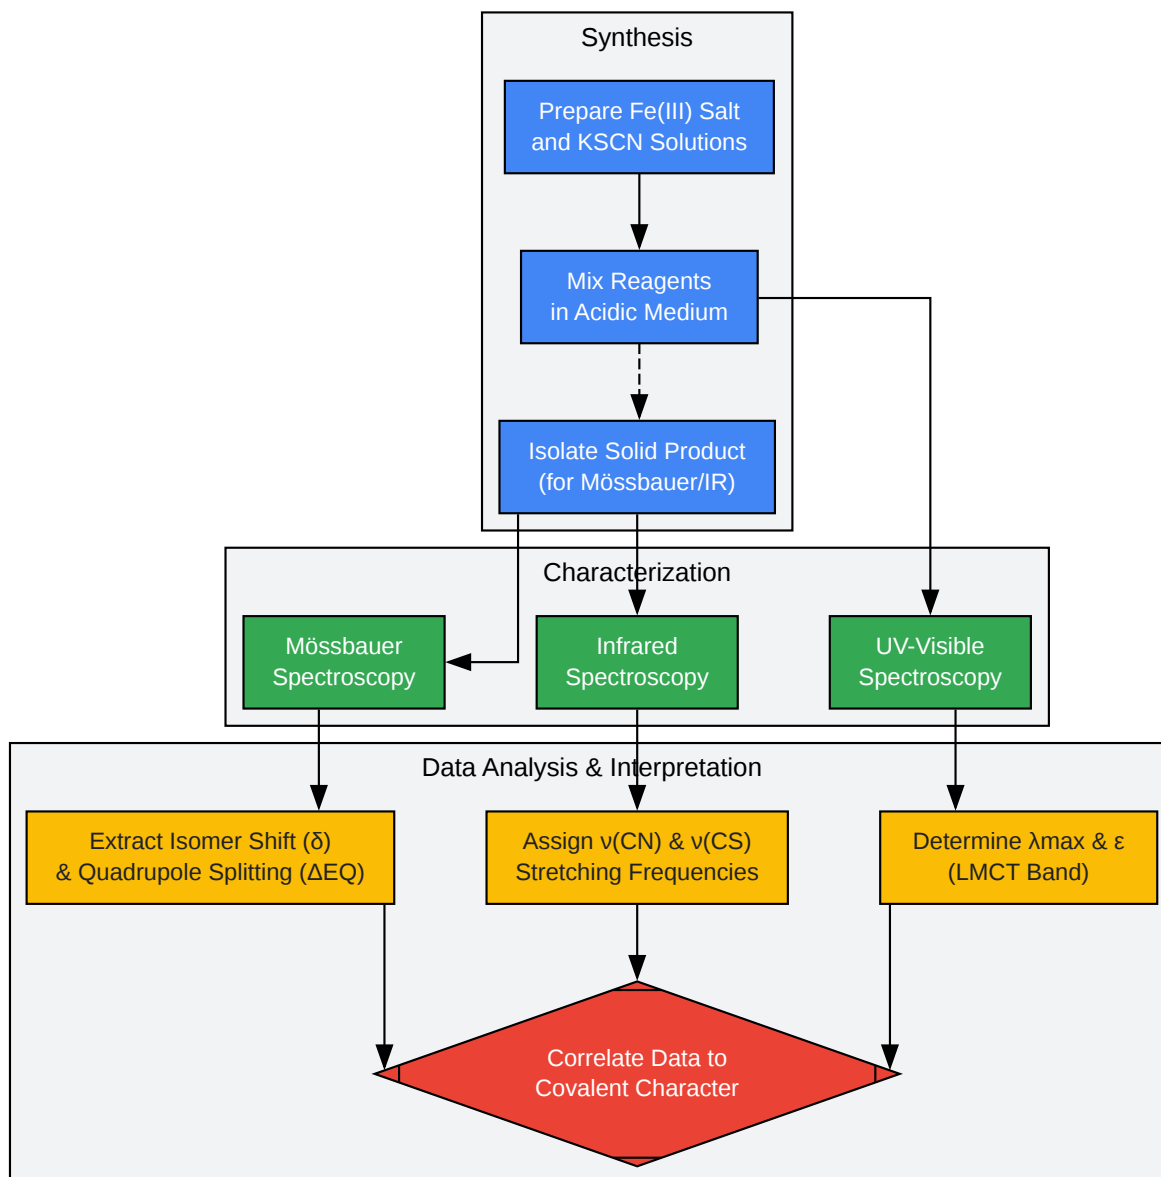 Synthesis
Prepare Fe(III) Salt
and KSCN Solutions
Mix Reagents
in Acidic Medium
Isolate Solid Product
(for Mössbauer/IR)
Characterization
Mössbauer
Spectroscopy
Infrared
Spectroscopy
UV-Visible
Spectroscopy
Data Analysis & Interpretation
Extract Isomer Shift (δ)
& Quadrupole Splitting (ΔEQ)
Assign ν(CN) & ν(CS)
Stretching Frequencies
Determine λmax & ε
(LMCT Band)
Correlate Data to
Covalent Character